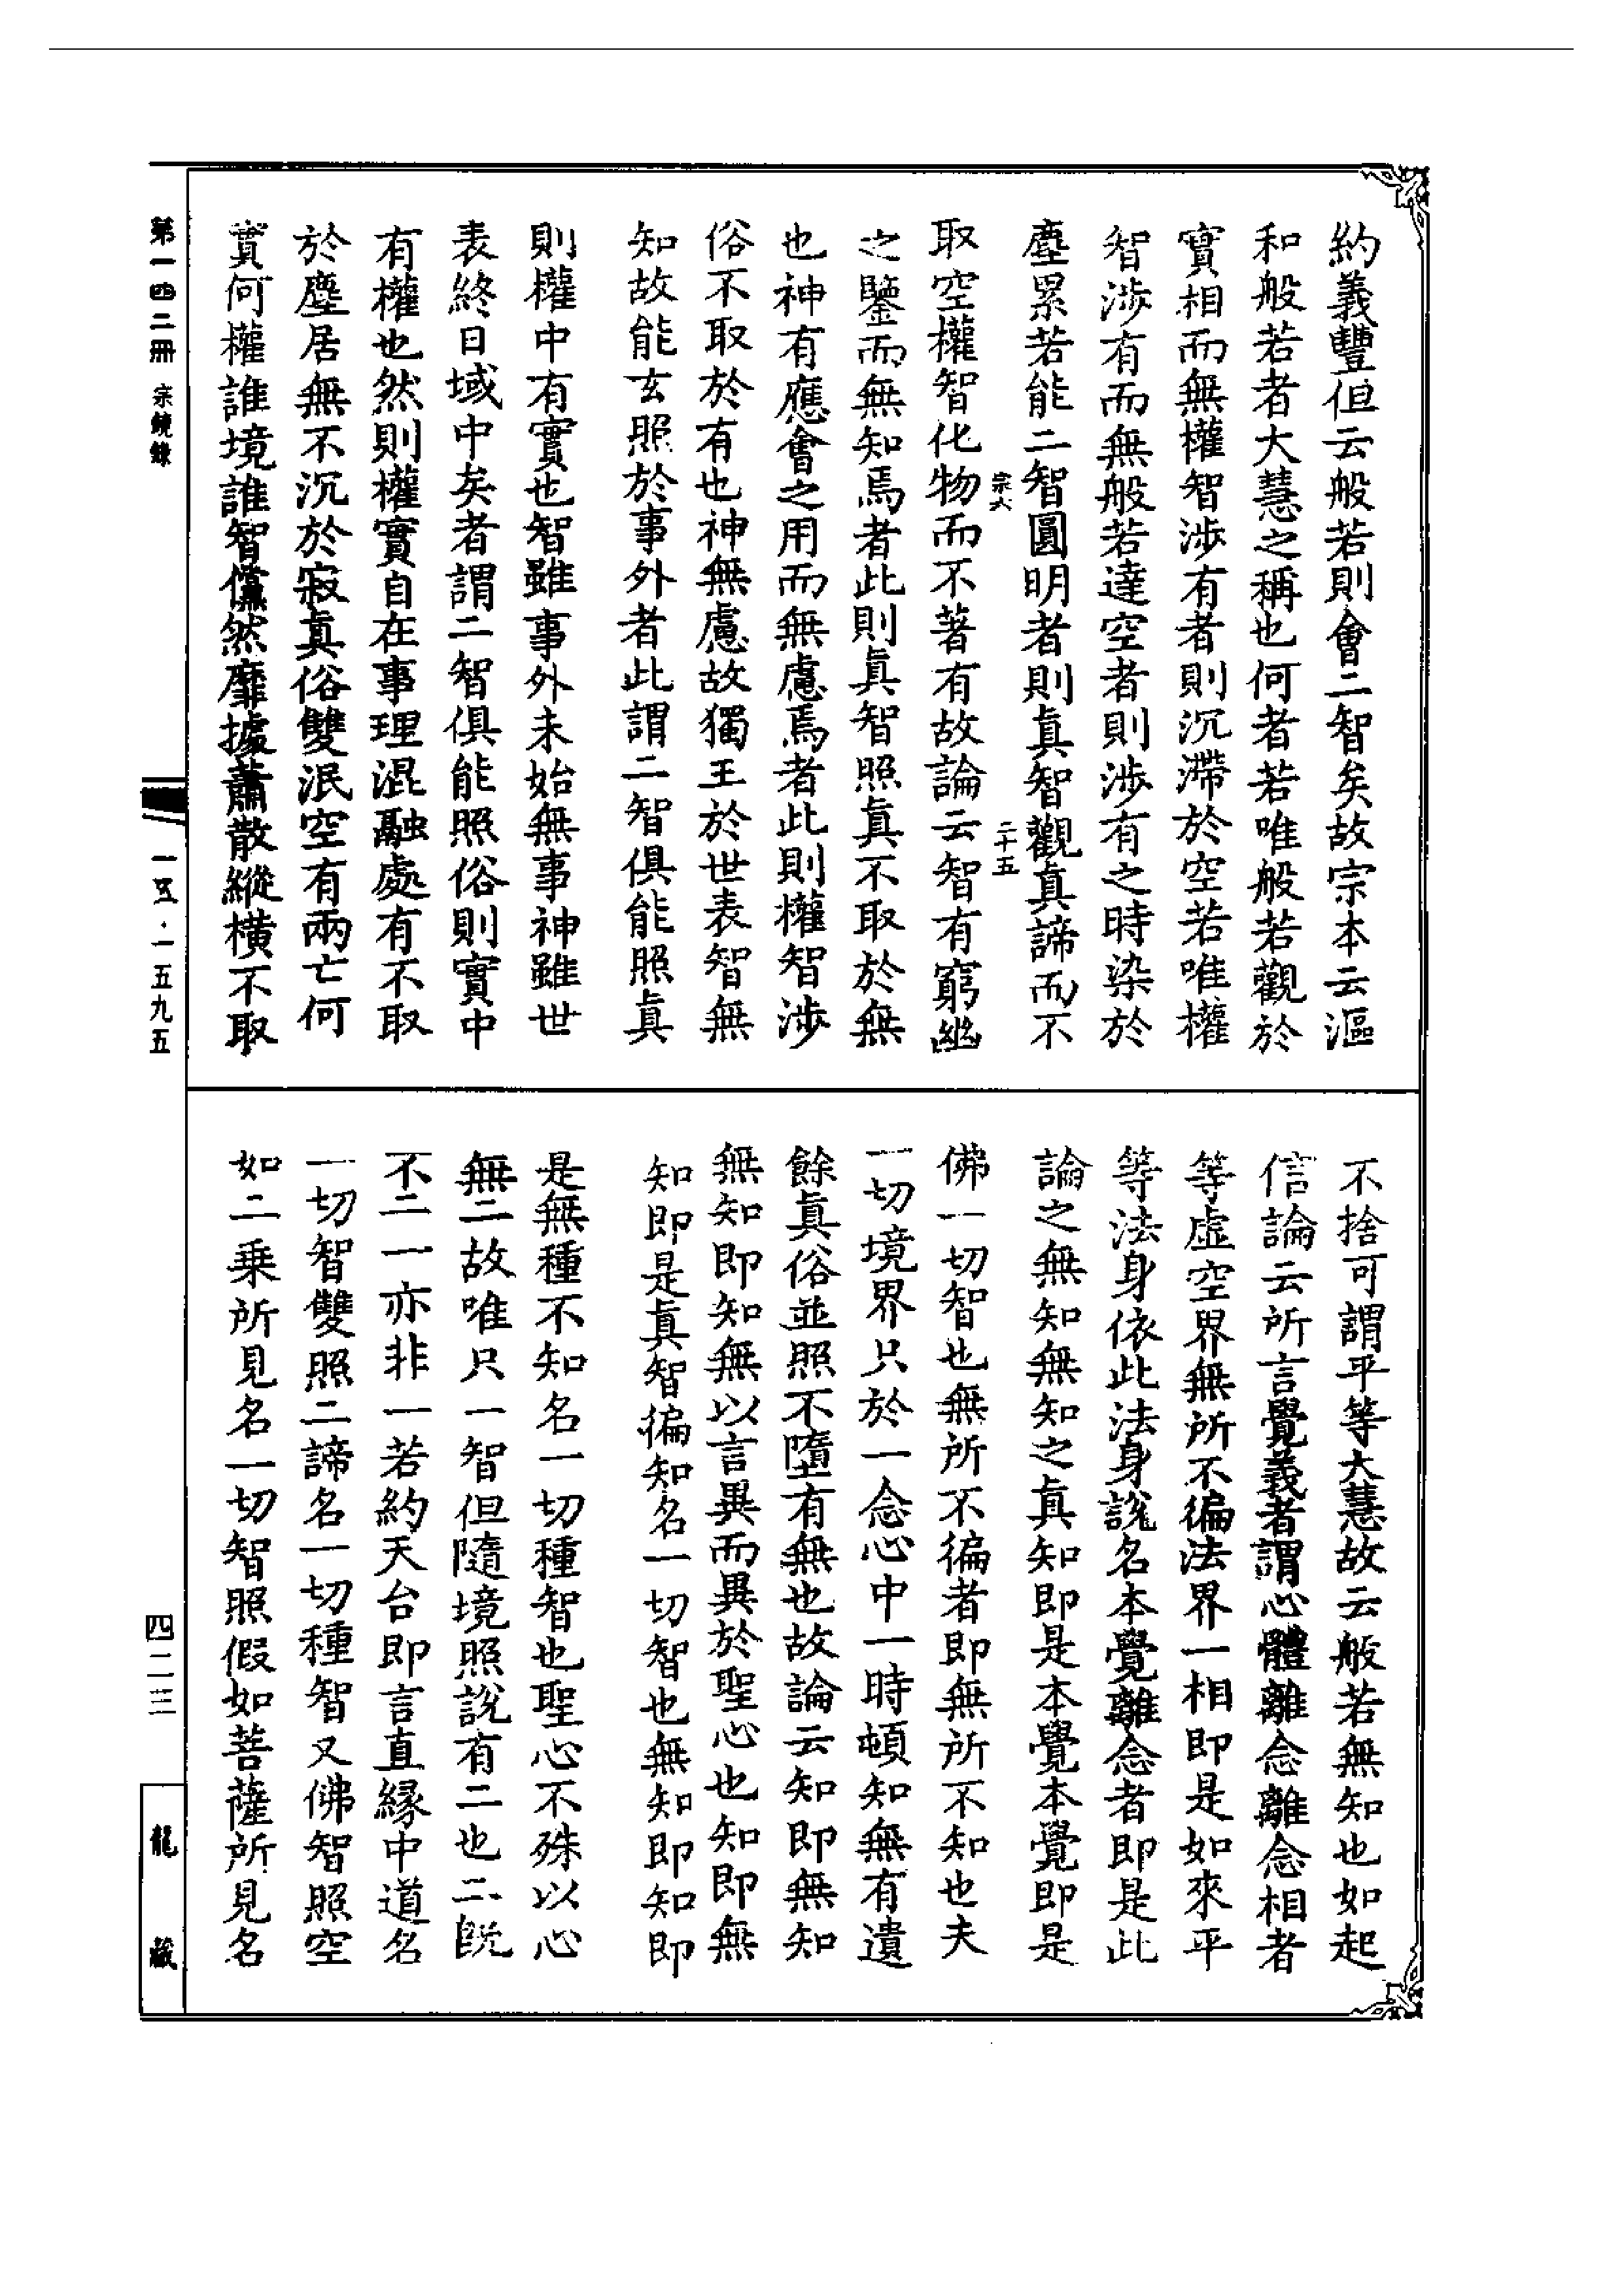 約義豐但云般若則會二智矣故宗本云漚
和般若者大慧之稱也何者若唯般若觀於
實相而無權智涉有者則沉滯於空若唯權
智涉有而無般若達空者則涉有之時染於
塵累若能二智圓明者則真智觀真諦而不
宗六
二十五
取空權智化物而不著有故論云智有窮幽
之鑒而無知焉者此則真智照真不取於無
也神有應會之用而無慮焉者此則權智涉
俗不取於有也神無慮故獨王於世表智無
知故能玄照於事外者此謂二智俱能照真
則權中有實也智雖事外未始無事神雖世
表終日域中矣者謂二智俱能照俗則實中
有權也然則權實自在事理混融處有不取
於塵居無不沉於寂真俗雙泯空有兩亡何
實何權誰境誰智儻然靡據蕭散縱橫不取
不捨可謂平等大慧故云般若無知也如起
信論云所言覺義者謂心體離念離念相者
等虛空界無所不徧法界一相即是如來平
等法身依此法身說名本覺離念者即是此
論之無知無知之真知即是本覺本覺即是
佛一切智也無所不徧者即無所不知也夫
一切境界只於一念心中一時頓知無有遺
餘真俗並照不墮有無也故論云知即無知
無知即知無以言異而異於聖心也知即無
知即是真智徧知名一切智也無知即知即
是無種不知名一切種智也聖心不殊以心
無二故唯只一智但隨境照說有二也二既
不二一亦非一若約天台即言直緣中道名
一切智雙照二諦名一切種智又佛智照空
如二乘所見名一切智照假如菩薩所見名
第一四二冊 宗鏡錄
一五·一五九五
四二三
龍藏